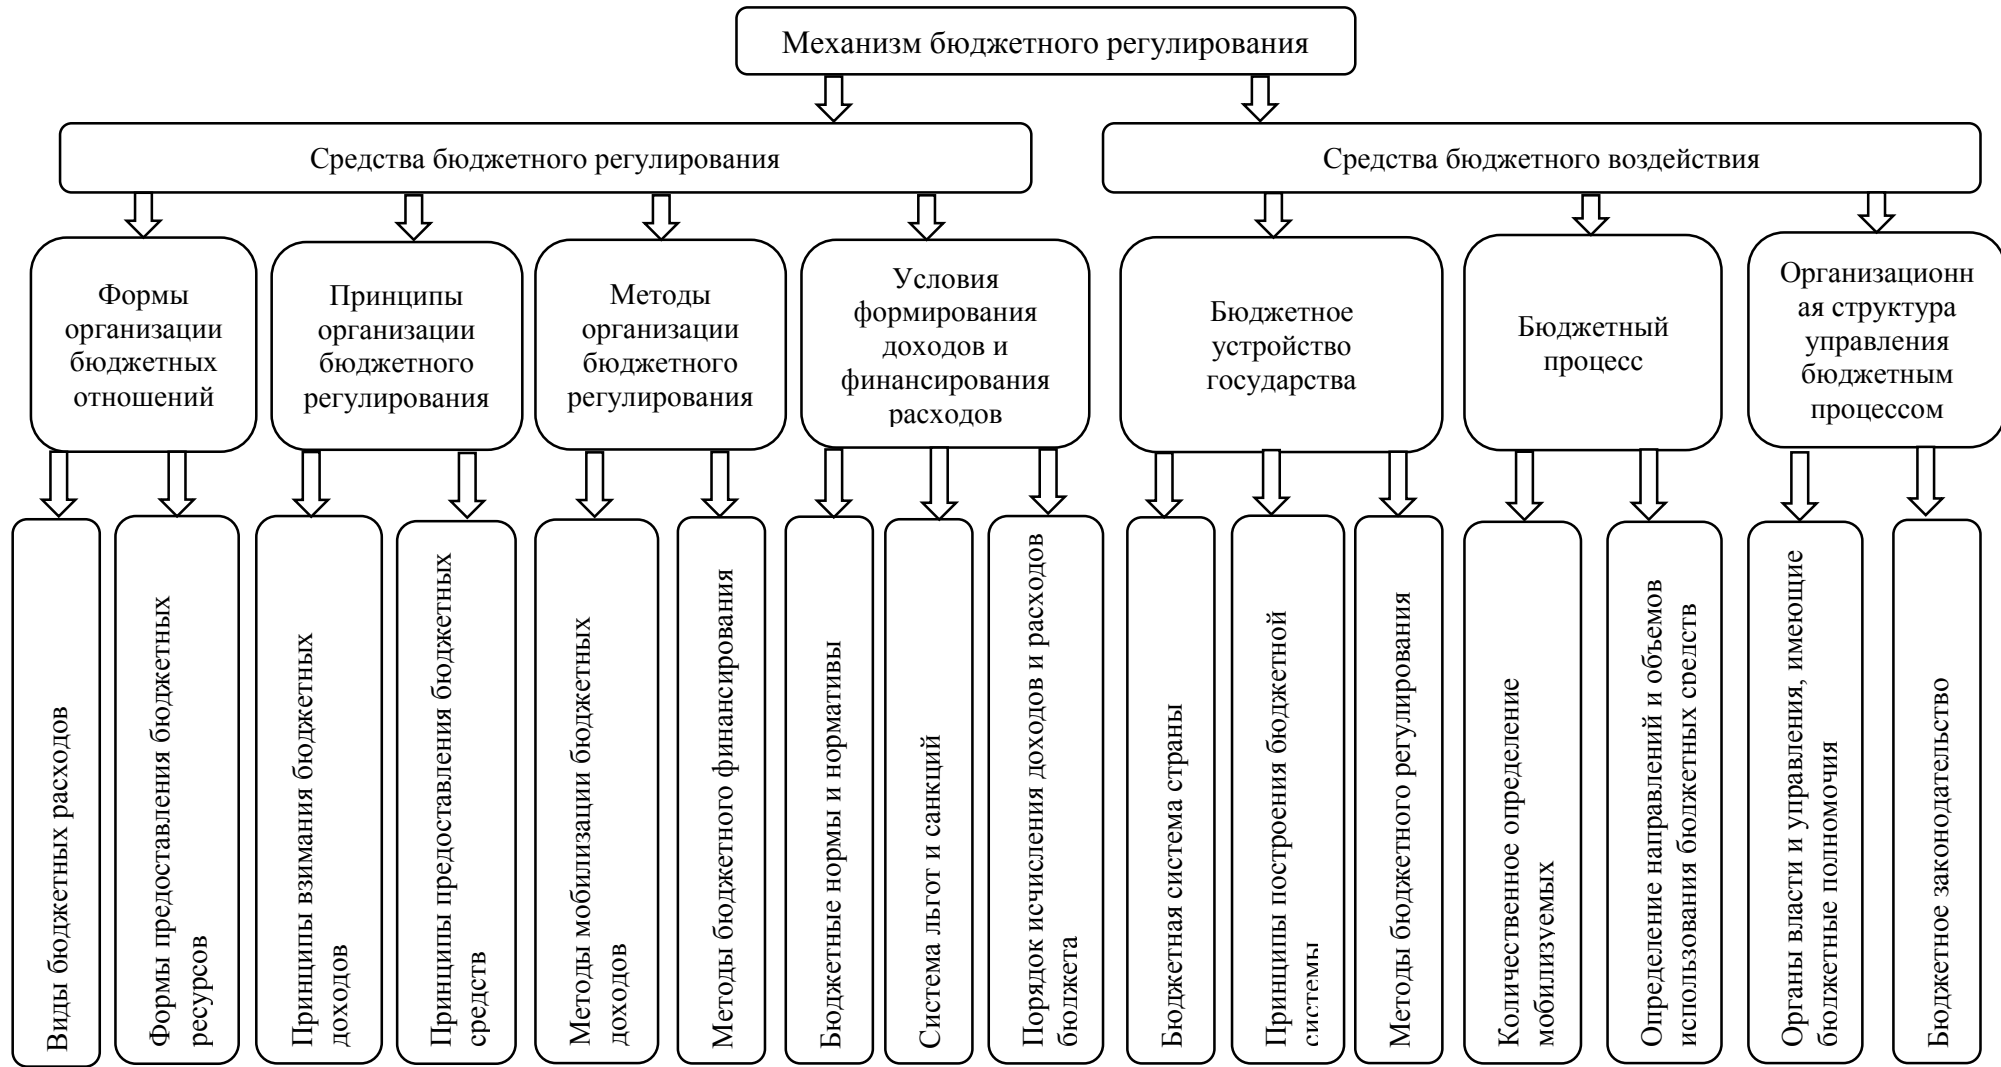 Механизм бюджетного регулирования
Средства бюджетного регулирования
Средства бюджетного воздействия
Формы
организации
бюджетных
отношений
Принципы
организации
бюджетного
регулирования
Методы
организации
бюджетного
регулирования
Условия
формирования
доходов и
финансирования
расходов
Бюджетное
устройство
государства
Бюджетный
процесс
Организационн
ая структура
управления
бюджетным
процессом
Виды бюджетных расходов
Формы предоставления бюджетных
ресурсов
Принципы взимания бюджетных
доходов
Принципы предоставления бюджетных
средств
Методы мобилизации бюджетных
доходов
Методы бюджетного финансирования
Бюджетные нормы и нормативы
Система льгот и санкций
Порядок исчисления доходов и расходов
бюджета
Бюджетная система страны
Принципы построения бюджетной
системы
Методы бюджетного регулирования
Количественное определение
мобилизуемых
Определение направлений и объемов
использования бюджетных средств
Органы власти и управления, имеющие
бюджетные полномочия
Бюджетное законодательство